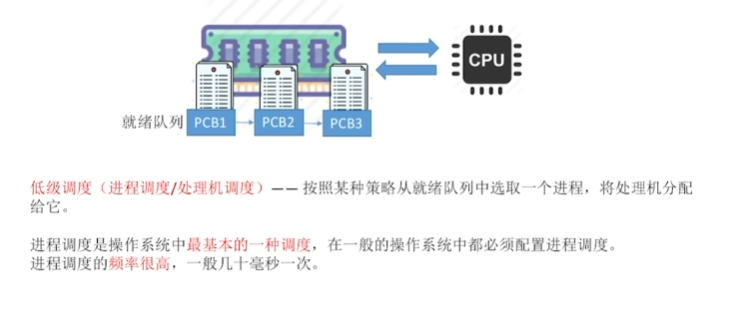 CPU
就绪队列 PCB1 PCB2 PCB3
低级调度（进程调度/处理机调度）—— 按照某种策略从就绪队列中选取一个进程，将处理机分配
给它。
进程调度是操作系统中最基本的一种调度，在一般的操作系统中都必须配置进程调度。
进程调度的频率很高，一般几十毫秒一次。